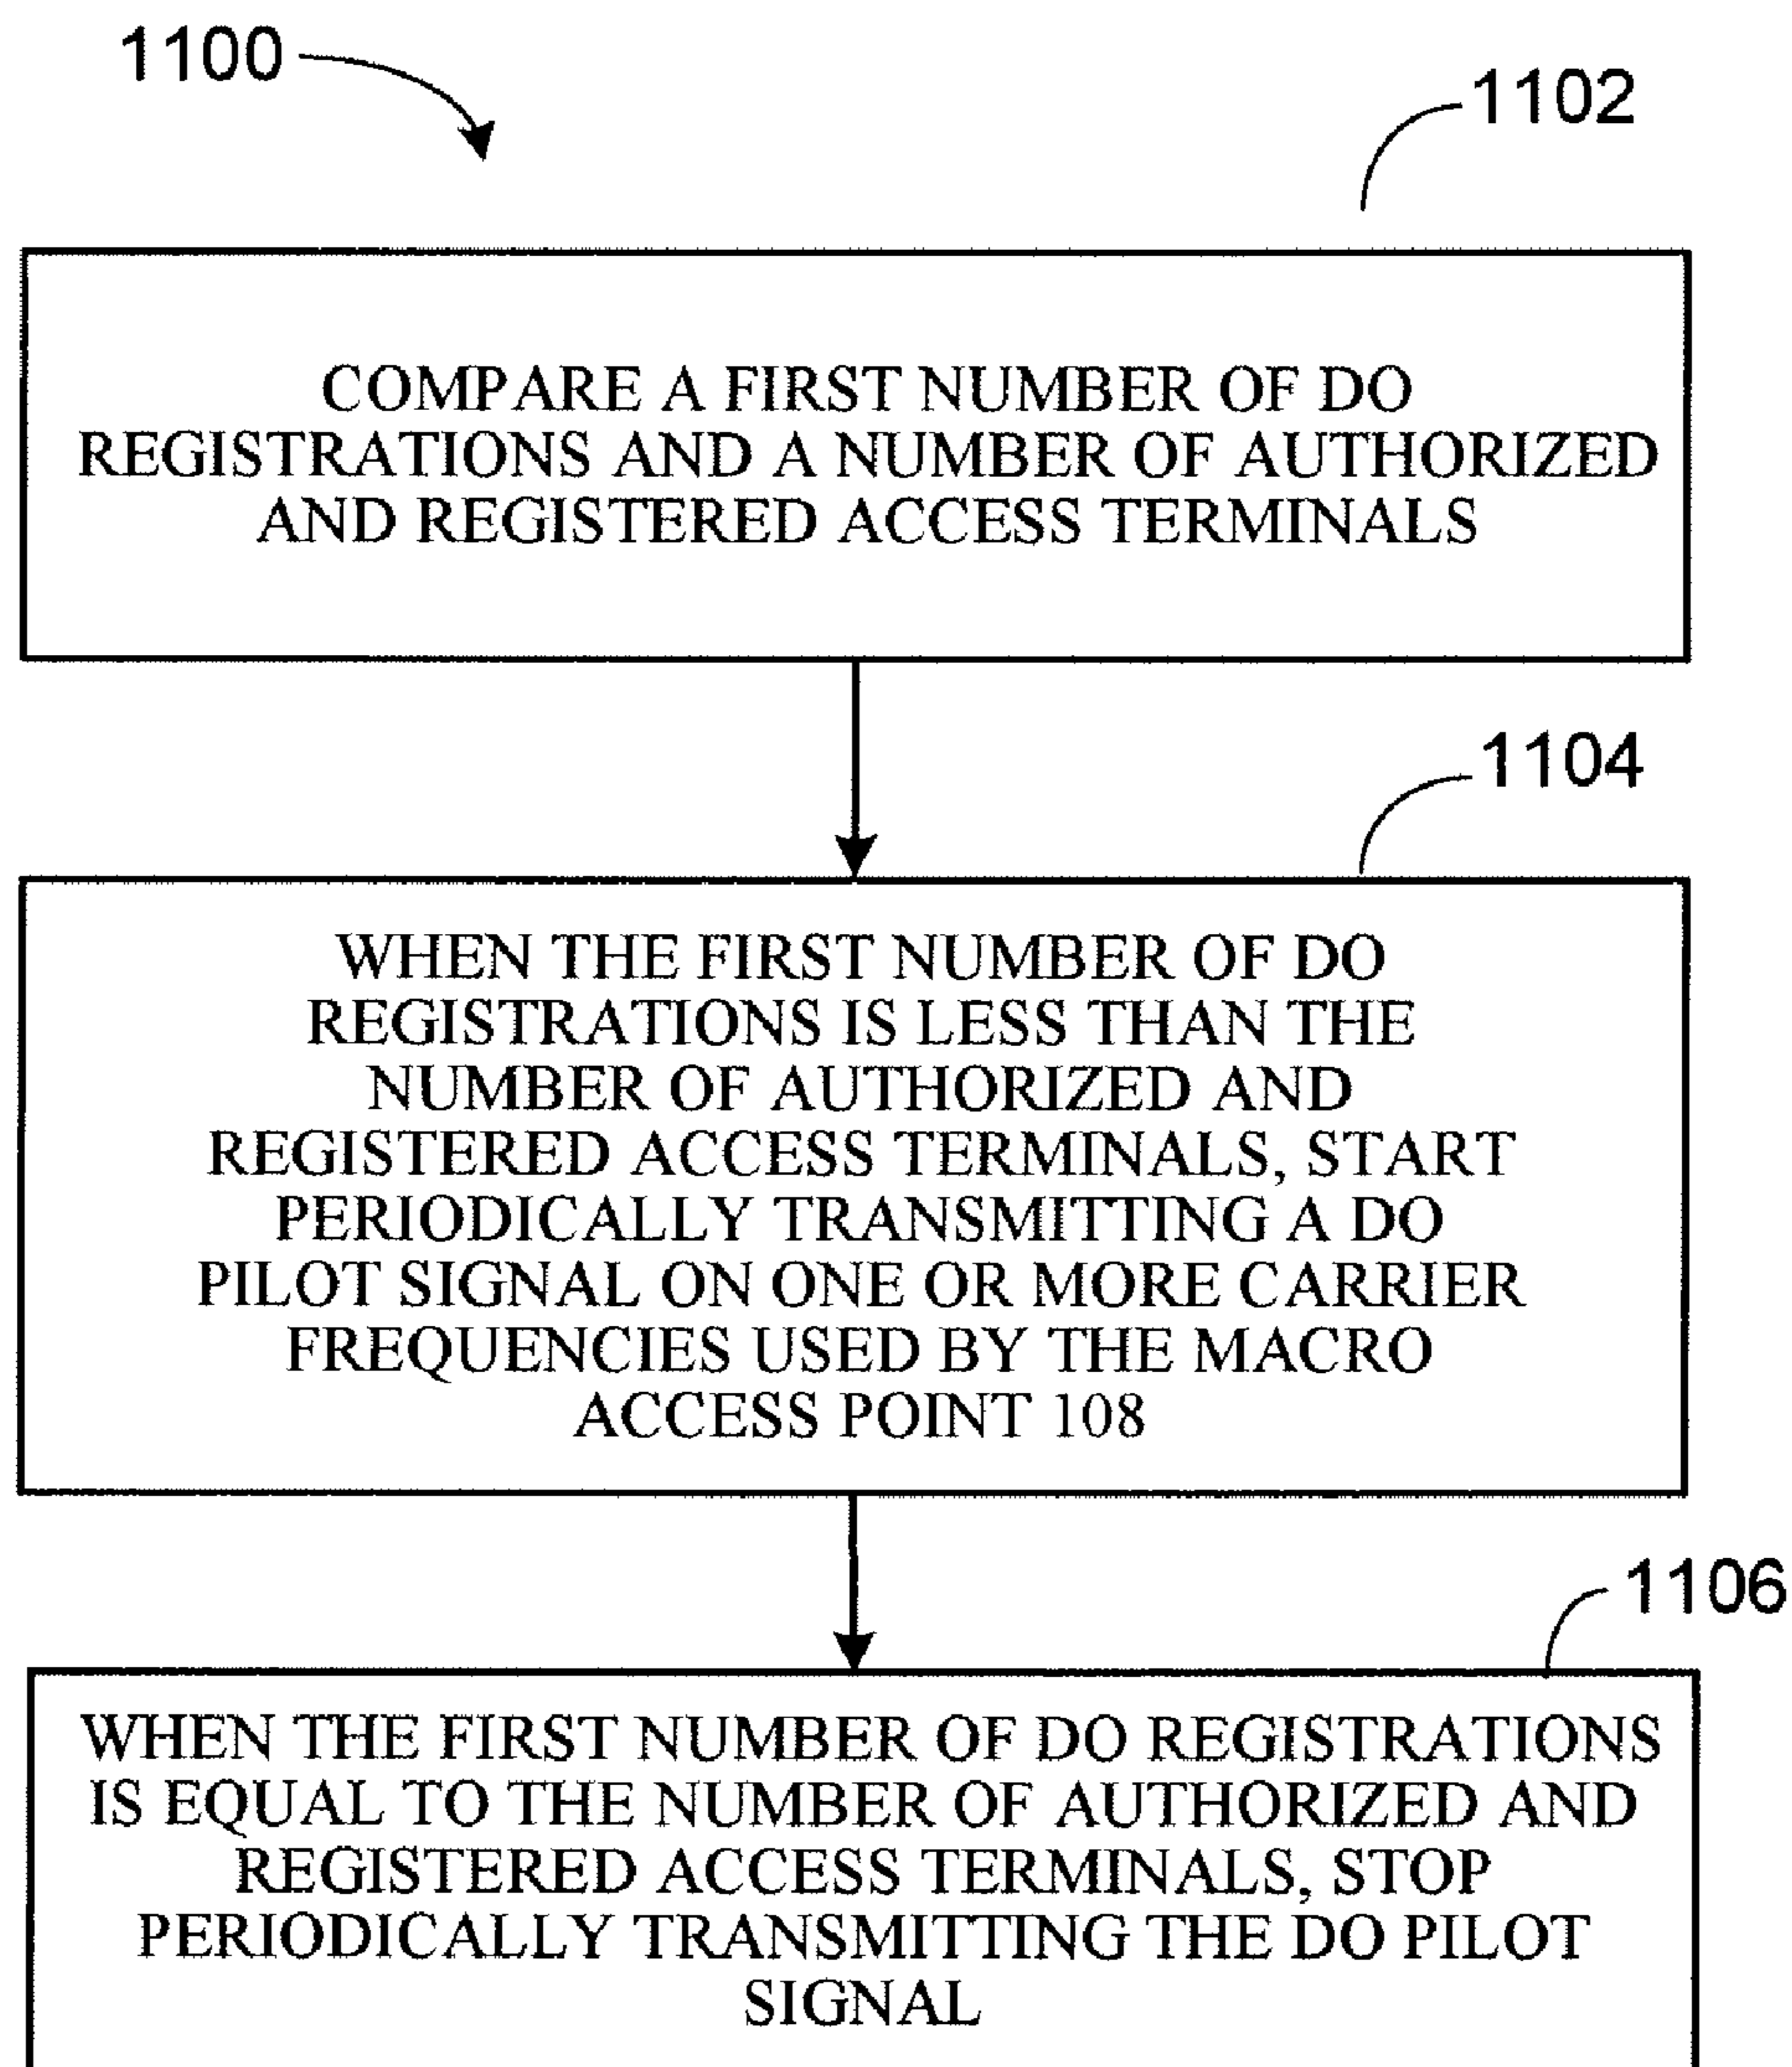 1100
1102
COMPARE A FIRST NUMBER OF DO
REGISTRATIONS AND A NUMBER OF AUTHORIZED
AND REGISTERED ACCESS TERMINALS
1104
WHEN THE FIRST NUMBER OF DO
REGISTRATIONS IS LESS THAN THE
NUMBER OF AUTHORIZED AND
REGISTERED ACCESS TERMINALS, START
PERIODICALLY TRANSMITTING A DO
PILOT SIGNAL ON ONE OR MORE CARRIER
FREQUENCIES USED BY THE MACRO
ACCESS POINT 108
1106
WHEN THE FIRST NUMBER OF DO REGISTRATIONS
IS EQUAL TO THE NUMBER OF AUTHORIZED AND
REGISTERED ACCESS TERMINALS, STOP
PERIODICALLY TRANSMITTING THE DO PILOT
SIGNAL